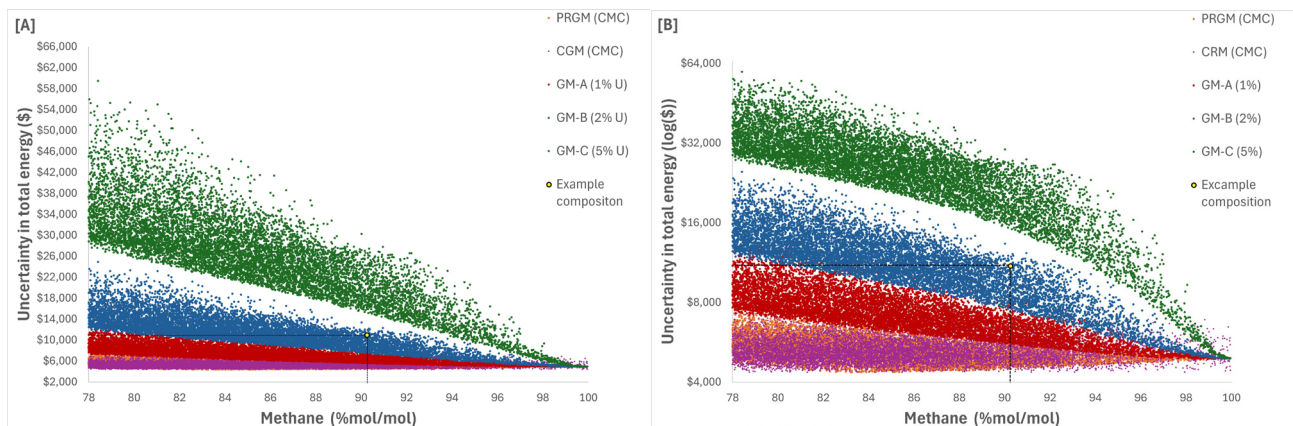 [A]
PRGM (CMC)
CGM (CMC)
GM-A (1% U)
GM-B (2% U)
GM-C (5% U)
Example
compositon
Uncertainty in total energy ($)
$66,000
$62,000
$58,000
$54,000
$50,000
$46,000
$42,000
$38,000
$34,000
$30,000
$26,000
$22,000
$18,000
$14,000
$10,000
$6,000
$2,000
78 80 82 84 86 88 90 92 94 96 98 100
Methane (%mol/mol)
[B]
PRGM (CMC)
CRM (CMC)
GM-A (1%)
GM-B (2%)
GM-C (5%)
Excample
composition
Uncertainty in total energy (log($))
$64,000
$32,000
$16,000
$8,000
$4,000
78 80 82 84 86 88 90 92 94 96 98 100
Methane (%mol/mol)